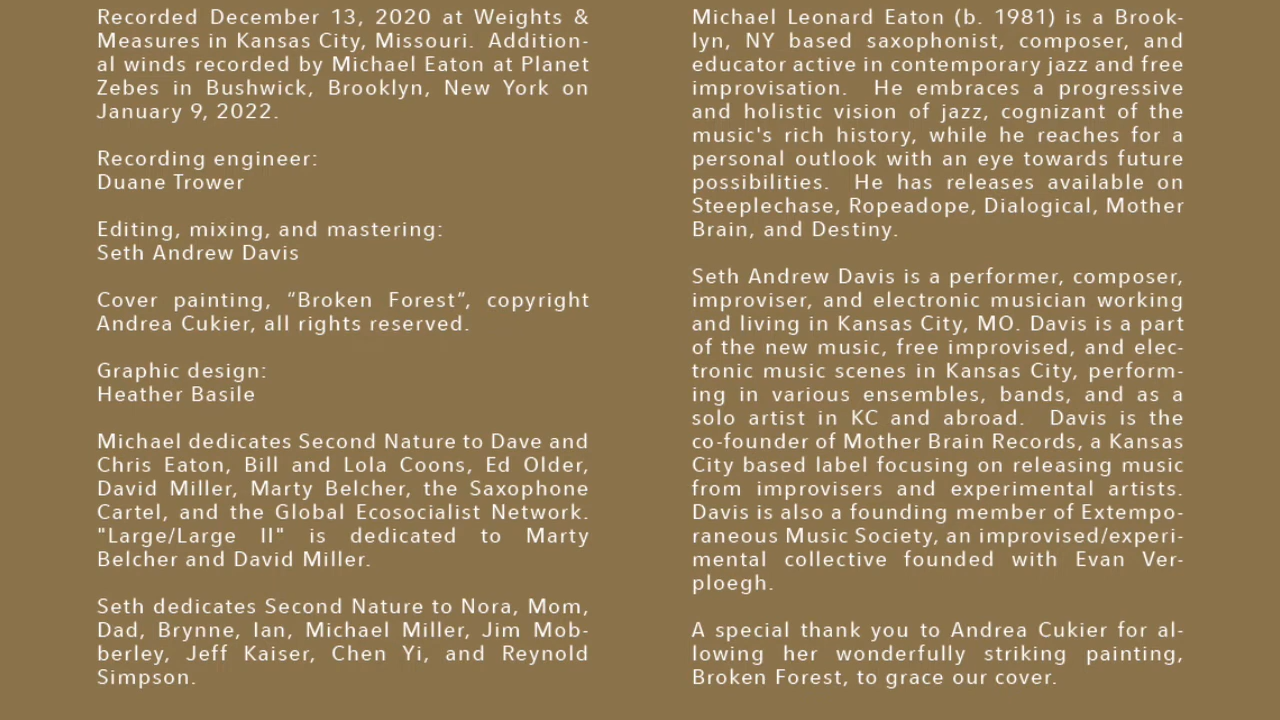 Recorded December 13, 2020 at Weights &
Measures in Kansas City, Missouri.  Addition-
al winds recorded by Michael Eaton at Planet
Zebes in Bushwick, Brooklyn, New York on
January 9, 2022.
Recording engineer:
Duane Trower
Editing, mixing, and mastering:
Seth Andrew Davis
Cover painting, “Broken Forest”, copyright
Andrea Cukier, all rights reserved.
Graphic design:
Heather Basile
Michael dedicates Second Nature to Dave and
Chris Eaton, Bill and Lola Coons, Ed Older,
David Miller, Marty Belcher, the Saxophone
Cartel, and the Global Ecosocialist Network.
"Large/Large II" is dedicated to Marty
Belcher and David Miller.
Seth dedicates Second Nature to Nora, Mom,
Dad, Brynne, Ian, Michael Miller, Jim Mob-
berley, Jeff Kaiser, Chen Yi, and Reynold
Simpson.
Michael Leonard Eaton (b. 1981) is a Brook-
lyn, NY based saxophonist, composer, and
educator active in contemporary jazz and free
improvisation.  He embraces a progressive
and holistic vision of jazz, cognizant of the
music's rich history, while he reaches for a
personal outlook with an eye towards future
possibilities.  He has releases available on
Steeplechase, Ropeadope, Dialogical, Mother
Brain, and Destiny.
Seth Andrew Davis is a performer, composer,
improviser, and electronic musician working
and living in Kansas City, MO. Davis is a part
of the new music, free improvised, and elec-
tronic music scenes in Kansas City, perform-
ing in various ensembles, bands, and as a
solo artist in KC and abroad.  Davis is the
co-founder of Mother Brain Records, a Kansas
City based label focusing on releasing music
from improvisers and experimental artists.
Davis is also a founding member of Extempo-
raneous Music Society, an improvised/experi-
mental collective founded with Evan Ver-
ploegh.
A special thank you to Andrea Cukier for al-
lowing her wonderfully striking painting,
Broken Forest, to grace our cover.